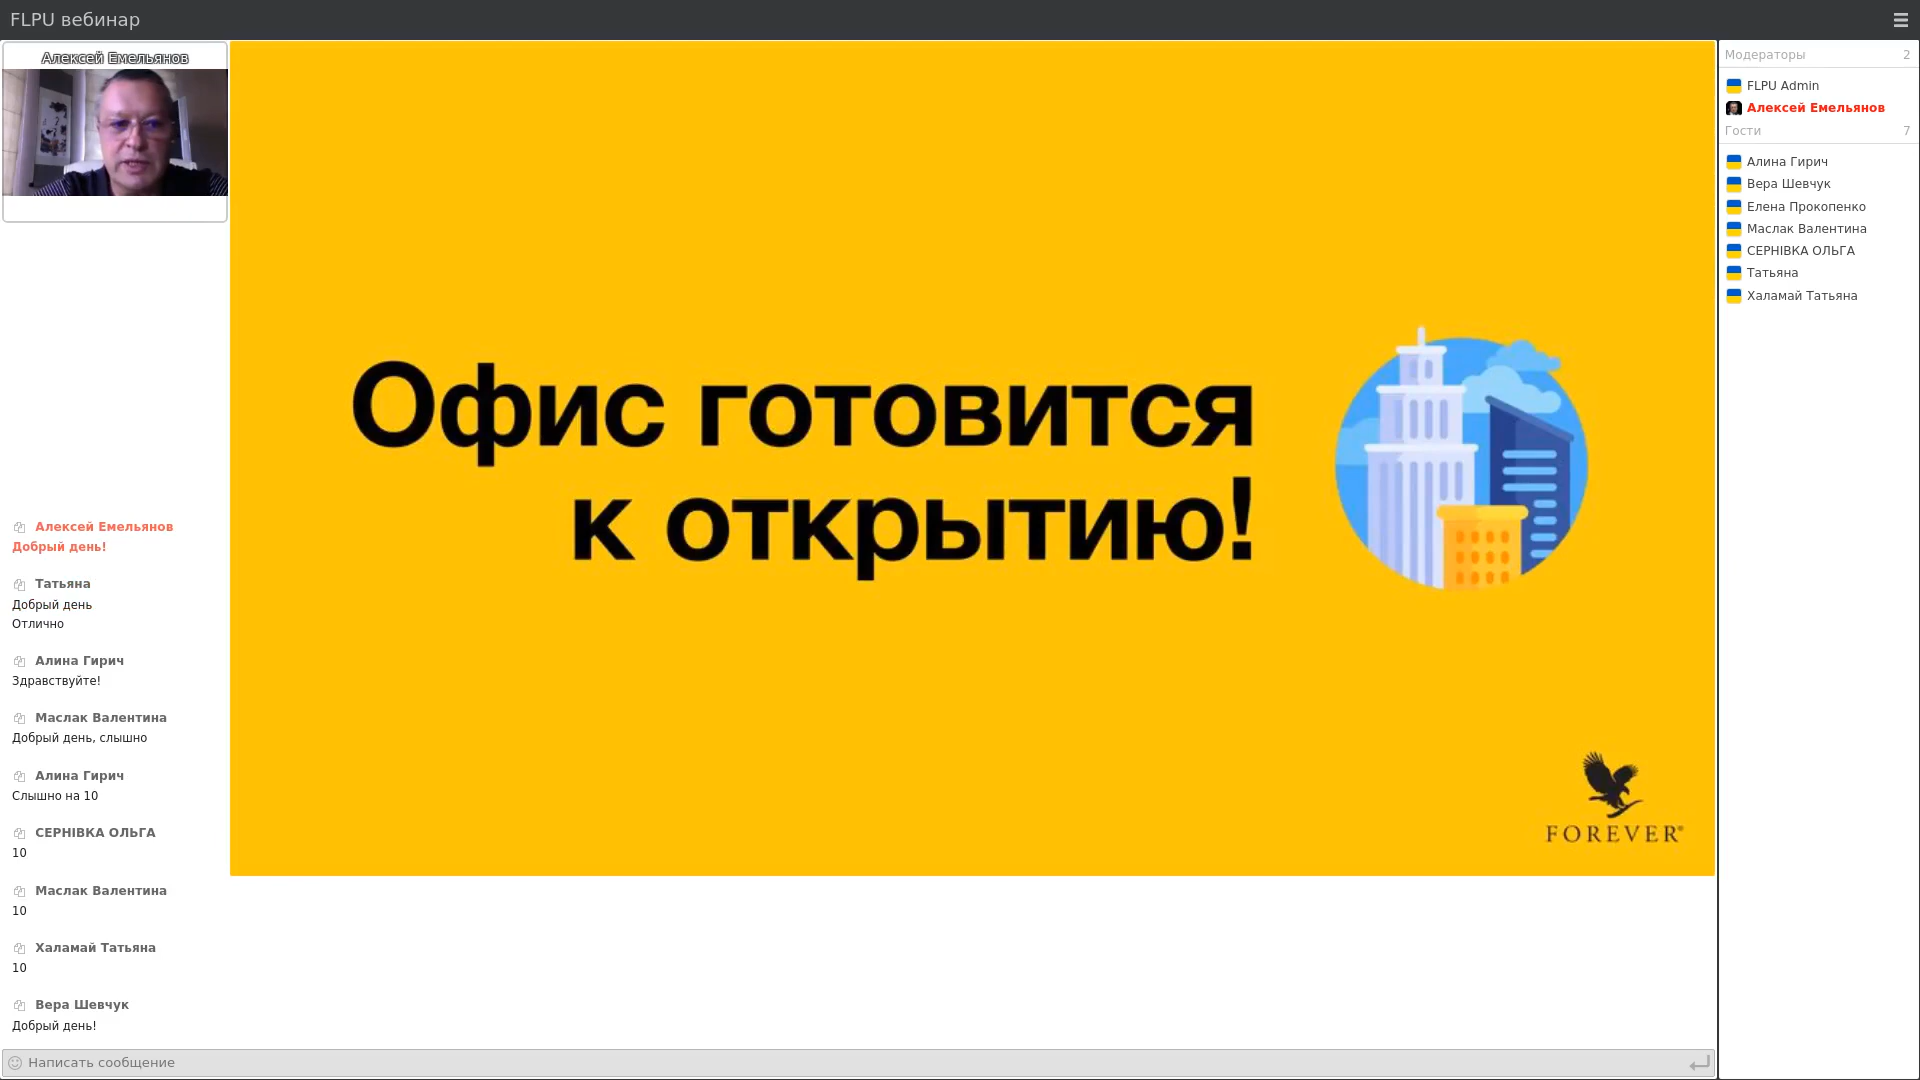 FLPU вебинар
Алексей Емельянов
Алексей Емельянов
Добрый день!
Татьяна
Добрый день
Отлично
Алина Гирич
Здравствуйте!
Маслак Валентина
Добрый день, слышно
Алина Гирич
Слышно на 10
СЕРНІВКА ОЛЬГА
10
Маслак Валентина
10
Халамай Татьяна
10
Вера Шевчук
Добрый день!
Написать сообщение
Офис готовится
к открытию!
FOREVER®
Модераторы 2
FLPU Admin
Алексей Емельянов
Гости 7
Алина Гирич
Вера Шевчук
Елена Прокопенко
Маслак Валентина
СЕРНІВКА ОЛЬГА
Татьяна
Халамай Татьяна